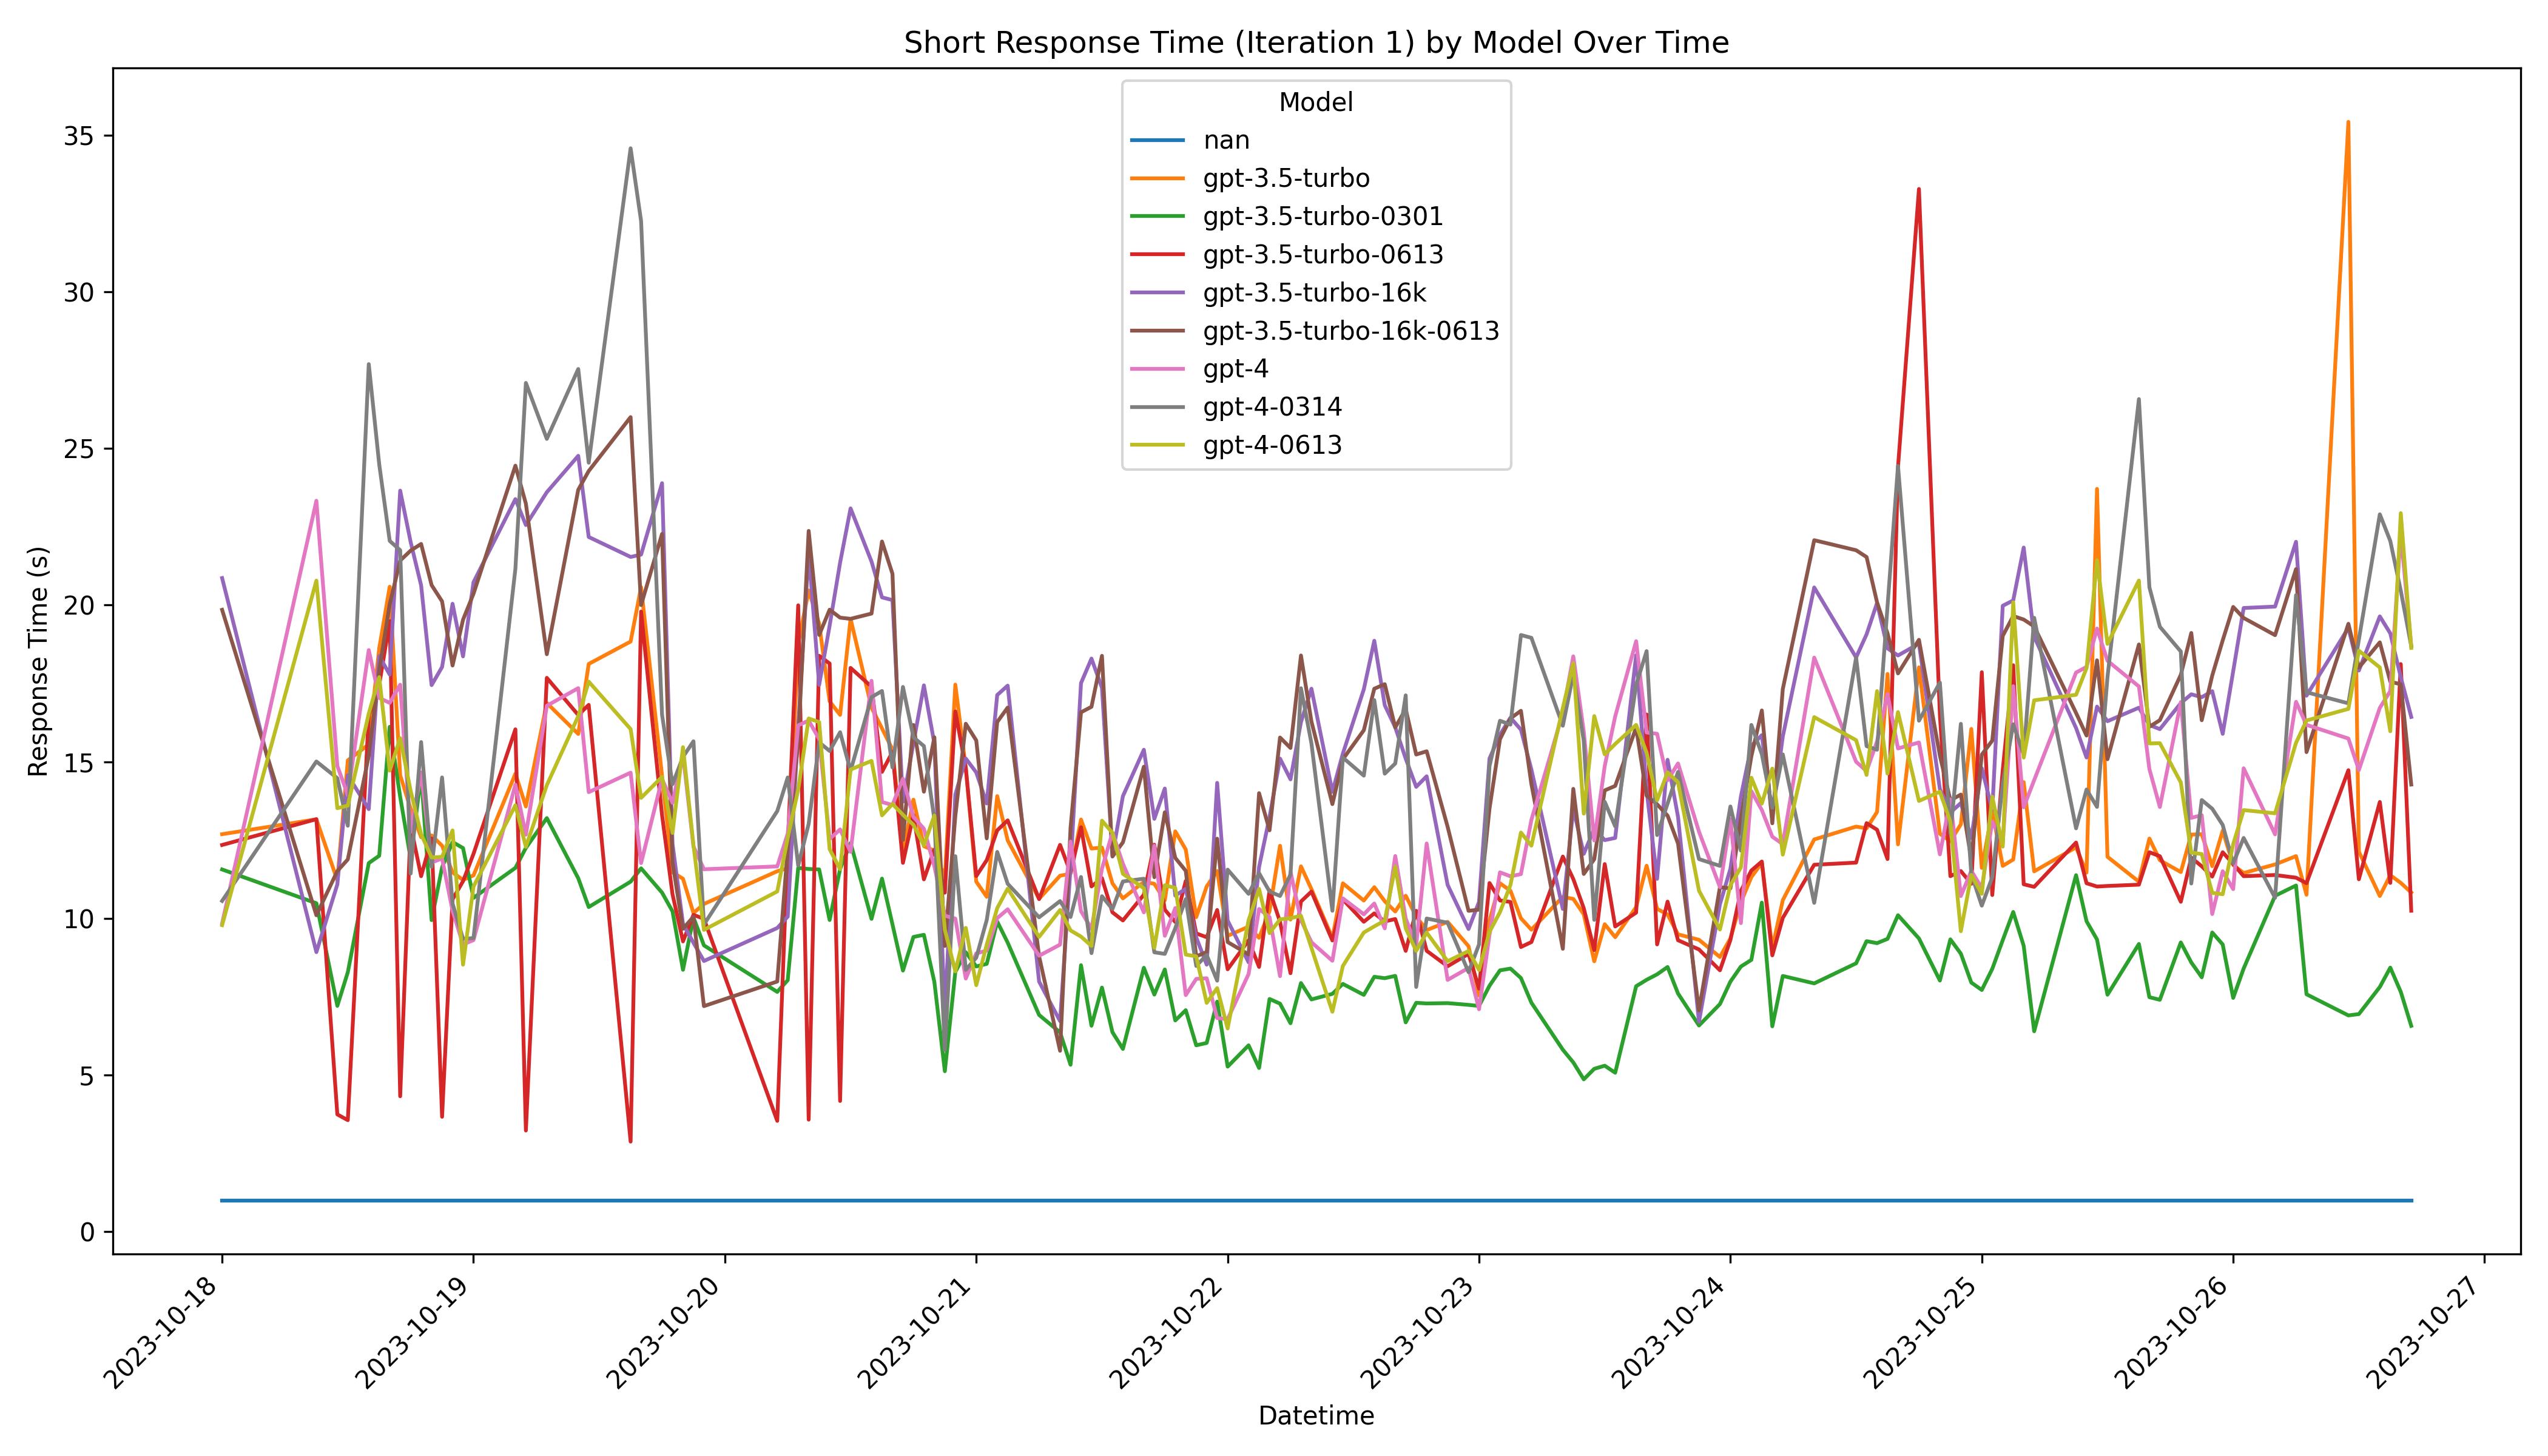 Short Response Time (Iteration 1) by Model Over Time
Model
nan
gpt-3.5-turbo
gpt-3.5-turbo-0301
gpt-3.5-turbo-0613
gpt-3.5-turbo-16k
gpt-3.5-turbo-16k-0613
gpt-4
gpt-4-0314
gpt-4-0613
Response Time (s)
35
30
25
20
15
10
5
0
2023-10-18
2023-10-19
2023-10-20
2023-10-21
2023-10-22
2023-10-23
2023-10-24
2023-10-25
2023-10-26
2023-10-27
Datetime